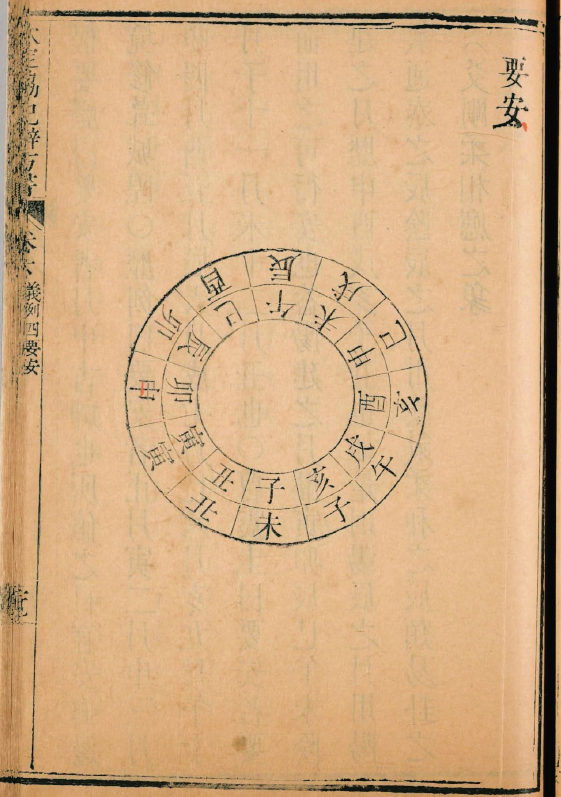 要安
辰戌巳亥午子未丑寅申卯酉
午未申酉戌亥子丑寅卯辰巳
欽定協紀辨方書
卷六
義例四要安